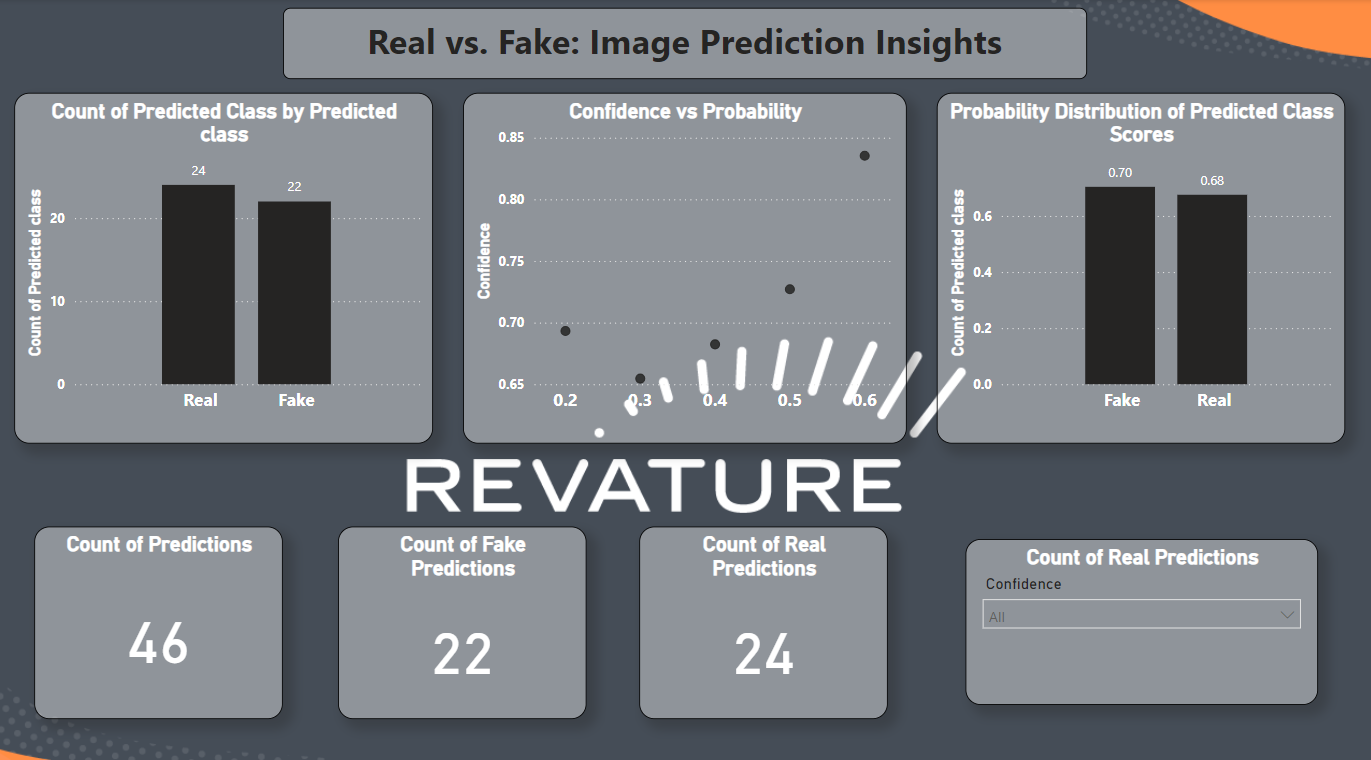 Real vs. Fake: Image Prediction Insights
Count of Predicted Class by Predicted
class
Count of Predicted class
20
10
0
24
22
Real
Fake
Confidence vs Probability
Confidence
0.85
0.80
0.75
0.70
0.65
0.2
0.3
0.4
0.5
0.6
Probability Distribution of Predicted Class
Scores
Count of Predicted class
0.6
0.4
0.2
0.0
0.70
0.68
Fake
Real
REVATURE
Count of Predictions
46
Count of Fake
Predictions
22
Count of Real
Predictions
24
Count of Real Predictions
Confidence
All